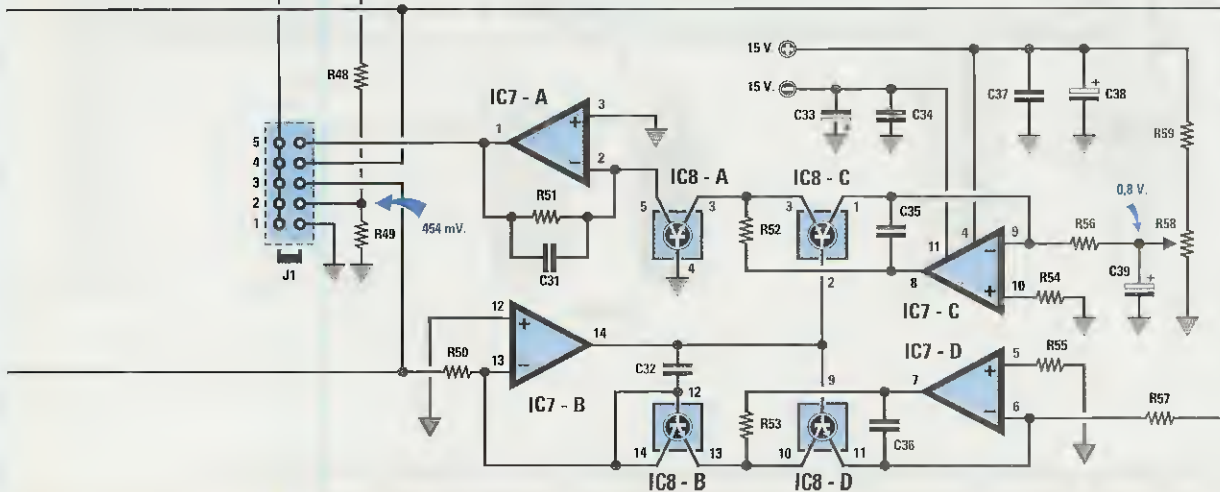 15 V.
15 V.
R48
IC7 - A
3
1
2
+
−
C33
C34
C37
C38
+
R59
5
4
3
2
1
454 mV.
R49
J1
R51
C31
IC8 - A
5
3
4
IC8 - C
3
1
2
R52
C35
11
4
9
8
10
−
+
IC7 - C
R56
R54
0,8 V.
C39
+
R58
R50
12
13
14
+
−
IC7 - B
C32
12
14
13
IC8 - B
R53
9
10
11
IC8 - D
C36
IC7 - D
7
5
6
+
−
R55
R57